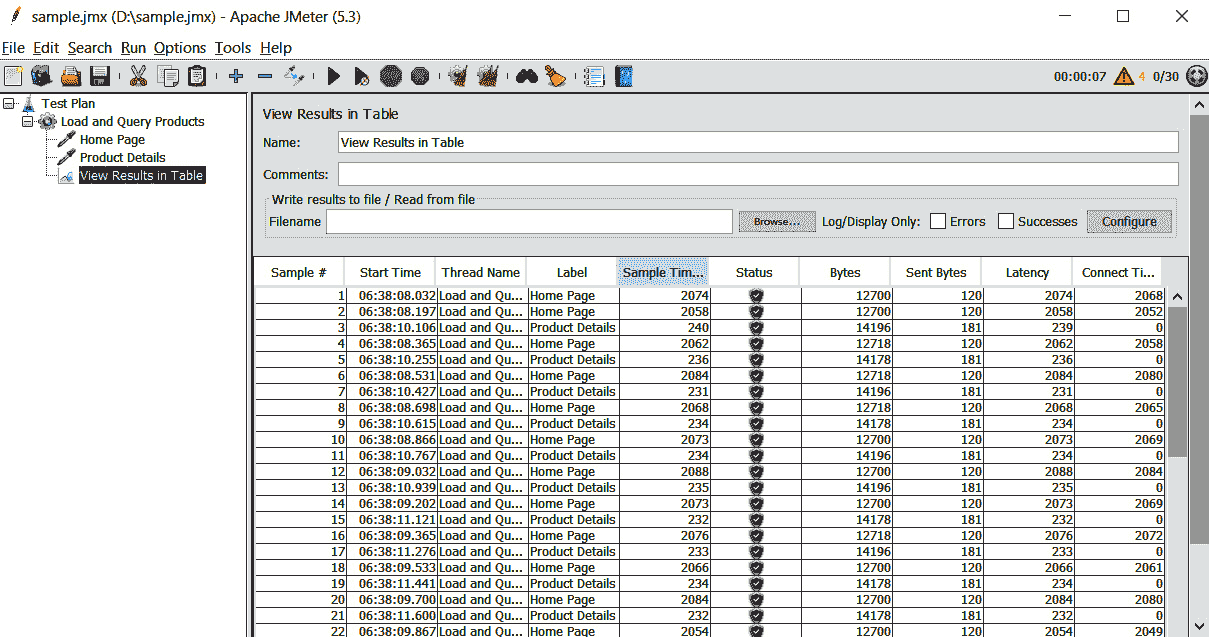 sample.jmx (D:\sample.jmx) - Apache JMeter (5.3)
File Edit Search Run Options Tools Help
00:00:07 4 0/30
Test Plan
Load and Query Products
Home Page
Product Details
View Results in Table
View Results in Table
Name: View Results in Table
Comments:
Write results to file / Read from file
Filename Browse... Log/Display Only: Errors Successes Configure
Sample # Start Time Thread Name Label Sample Tim... Status Bytes Sent Bytes Latency Connect Ti...
1 06:38:08.032 Load and Qu... Home Page 2074 12700 120 2074 2068
2 06:38:08.197 Load and Qu... Home Page 2058 12700 120 2058 2052
3 06:38:10.106 Load and Qu... Product Details 240 14196 181 239 0
4 06:38:08.365 Load and Qu... Home Page 2062 12718 120 2062 2058
5 06:38:10.255 Load and Qu... Product Details 236 14178 181 236 0
6 06:38:08.531 Load and Qu... Home Page 2084 12718 120 2084 2080
7 06:38:10.427 Load and Qu... Product Details 231 14196 181 231 0
8 06:38:08.698 Load and Qu... Home Page 2068 12718 120 2068 2065
9 06:38:10.615 Load and Qu... Product Details 234 14178 181 234 0
10 06:38:08.866 Load and Qu... Home Page 2073 12700 120 2073 2069
11 06:38:10.767 Load and Qu... Product Details 234 14196 181 234 0
12 06:38:09.032 Load and Qu... Home Page 2088 12700 120 2088 2084
13 06:38:10.939 Load and Qu... Product Details 235 14196 181 235 0
14 06:38:09.202 Load and Qu... Home Page 2073 12700 120 2073 2069
15 06:38:11.121 Load and Qu... Product Details 232 14178 181 232 0
16 06:38:09.365 Load and Qu... Home Page 2076 12718 120 2076 2072
17 06:38:11.276 Load and Qu... Product Details 233 14196 181 233 0
18 06:38:09.533 Load and Qu... Home Page 2066 12700 120 2066 2061
19 06:38:11.441 Load and Qu... Product Details 234 14178 181 234 0
20 06:38:09.700 Load and Qu... Home Page 2084 12700 120 2084 2080
21 06:38:11.600 Load and Qu... Product Details 232 14178 181 232 0
22 06:38:09.867 Load and Qu... Home Page 2054 12700 120 2054 2049